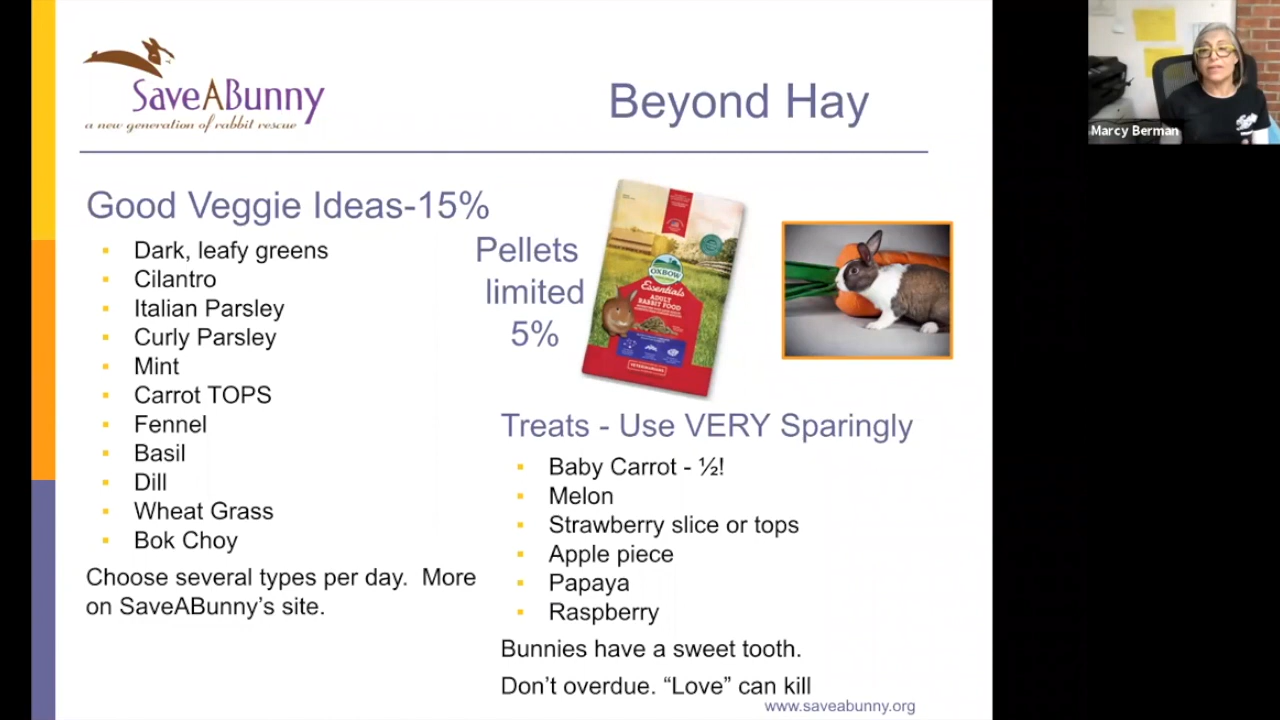 SaveABunny
a new generation of rabbit rescue
Beyond Hay
Good Veggie Ideas-15%
▪ Dark, leafy greens
▪ Cilantro
▪ Italian Parsley
▪ Curly Parsley
▪ Mint
▪ Carrot TOPS
▪ Fennel
▪ Basil
▪ Dill
▪ Wheat Grass
▪ Bok Choy
Choose several types per day. More
on SaveABunny’s site.
Pellets
limited
5%
OXBOW
Essentials
ADULT
RABBIT FOOD
Treats - Use VERY Sparingly
▪ Baby Carrot - ½!
▪ Melon
▪ Strawberry slice or tops
▪ Apple piece
▪ Papaya
▪ Raspberry
Bunnies have a sweet tooth.
Don’t overdue. “Love” can kill
www.saveabunny.org
Marcy Berman